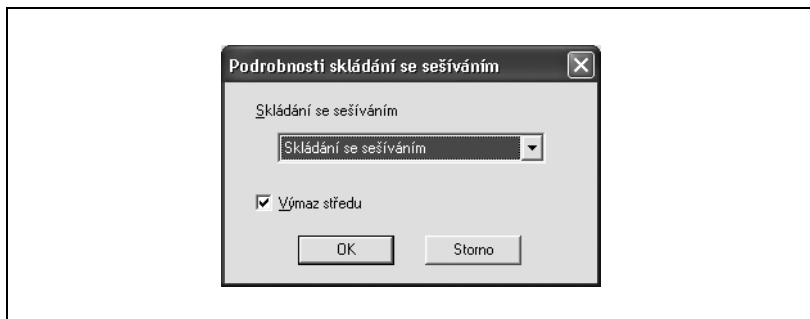 Podrobnosti skládání se sešíváním
Skládání se sešíváním
Skládání se sešíváním
Výmaz středu
OK
Storno